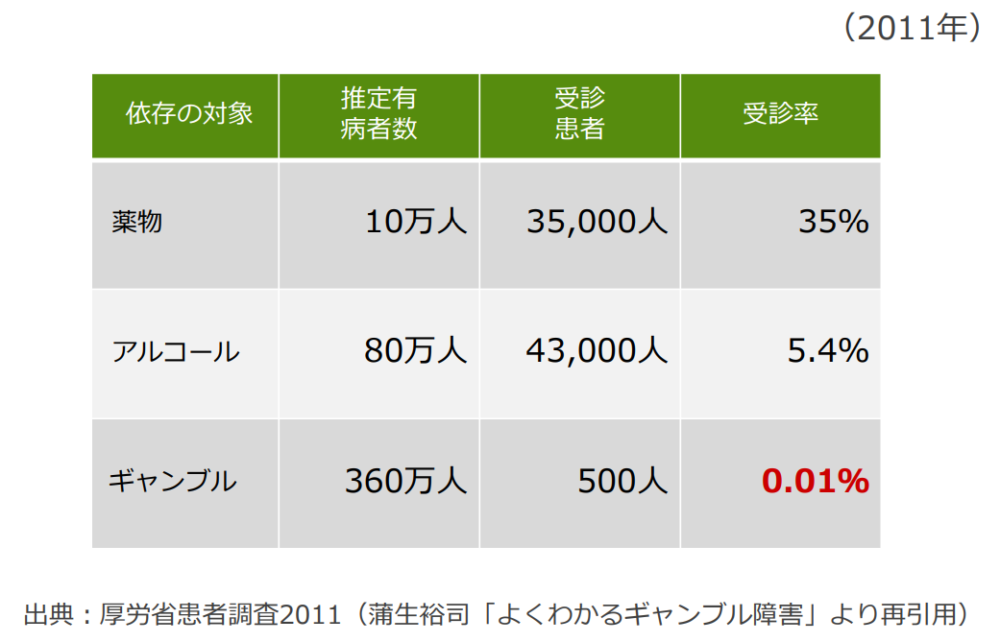 （2011年）
依存の対象
推定有
病者数
受診
患者
受診率
薬物
10万人
35,000人
35%
アルコール
80万人
43,000人
5.4%
ギャンブル
360万人
500人
0.01%
出典：厚労省患者調査2011（蒲生裕司「よくわかるギャンブル障害」より再引用）